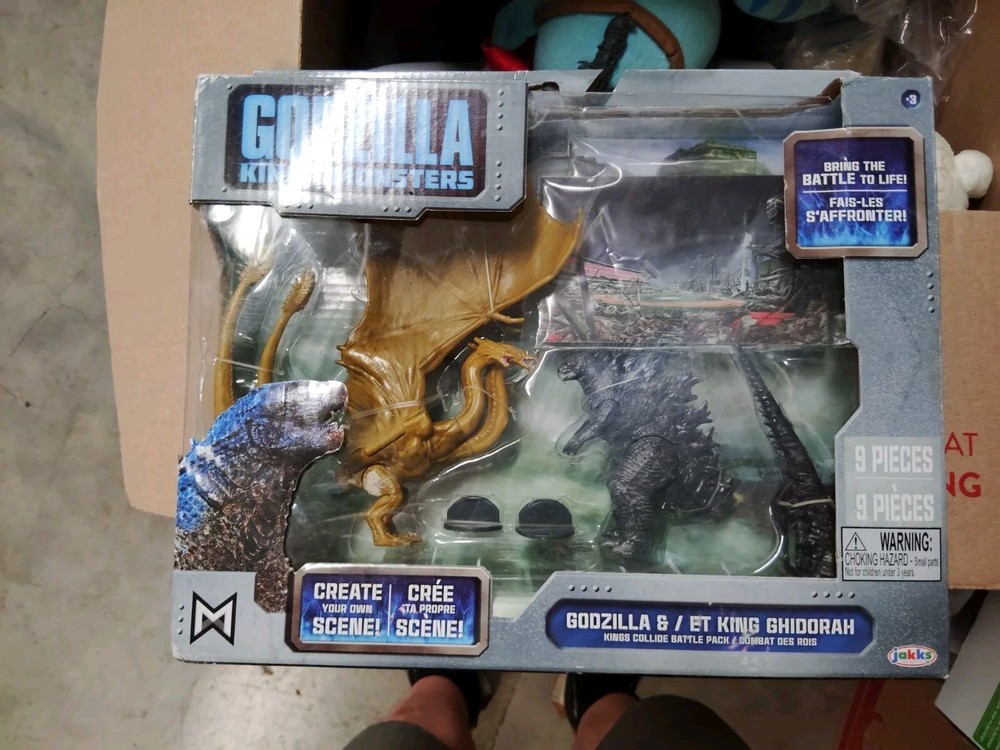 GODZILLA
KING OF MONSTERS
+3
BRING THE
BATTLE TO LIFE!
FAIS-LES
S'AFFRONTER!
9 PIECES
9 PIÈCES
WARNING:
CHOKING HAZARD - Small parts
Not for children under 3 years.
CREATE
YOUR OWN
SCENE!
CRÉE
TA PROPRE
SCÈNE!
GODZILLA & / ET KING GHIDORAH
KINGS COLLIDE BATTLE PACK / COMBAT DES ROIS
jakks
AT
NG